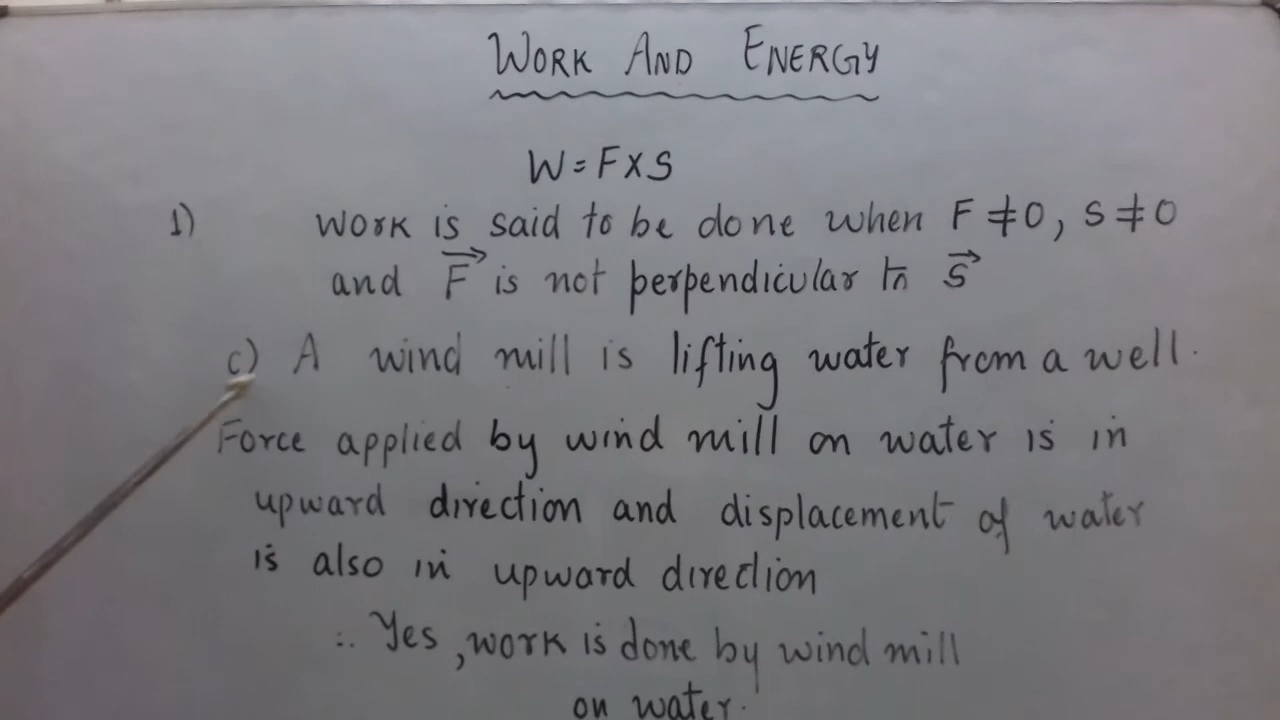 WORK AND ENERGY
W = F X S
1) Work is said to be done when F ≠ 0, S ≠ 0
and F⃗ is not perpendicular to S⃗
c) A wind mill is lifting water from a well.
Force applied by wind mill on water is in
upward direction and displacement of water
is also in upward direction
∴ Yes, work is done by wind mill
on water.